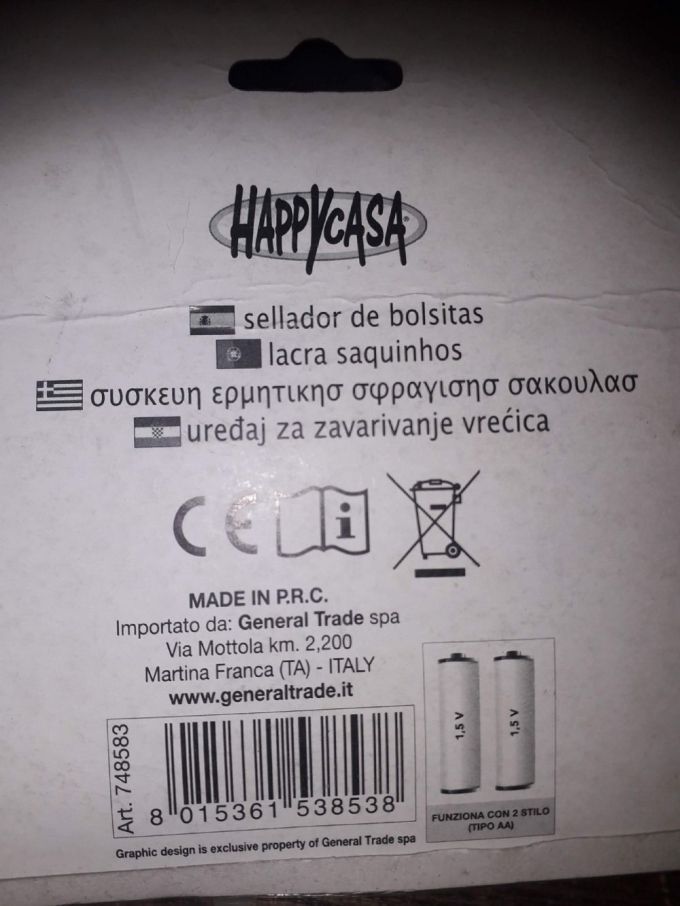 HAPPYCASA®
sellador de bolsitas
lacra saquinhos
συσκευη ερμητικησ σφραγισησ σακουλασ
uređaj za zavarivanje vrećica
CE i
MADE IN P.R.C.
Importato da: General Trade spa
Via Mottola km. 2,200
Martina Franca (TA) - ITALY
www.generaltrade.it
Art. 748583
8 015361 538538
1,5 V
1,5 V
FUNZIONA CON 2 STILO
(TIPO AA)
Graphic design is exclusive property of General Trade spa